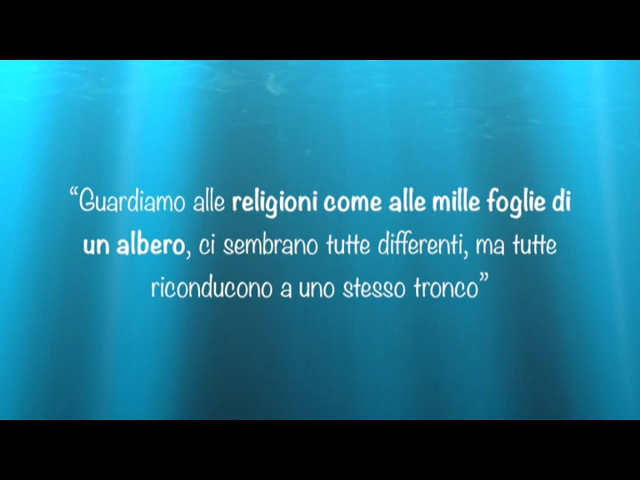 “Guardiamo alle religioni come alle mille foglie di
un albero, ci sembrano tutte differenti, ma tutte
riconducono a uno stesso tronco”